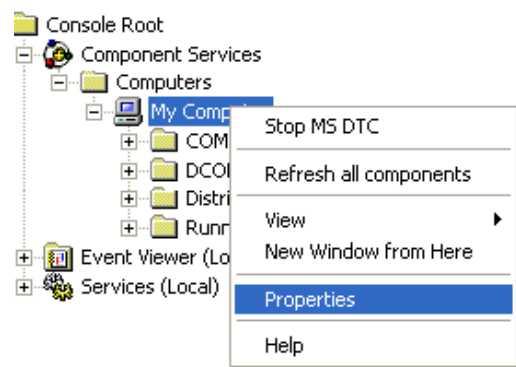 Console Root
Component Services
Computers
My Comp
COM
DCO
Distri
Runn
Event Viewer (Lo
Services (Local)
Stop MS DTC
Refresh all components
View
New Window from Here
Properties
Help